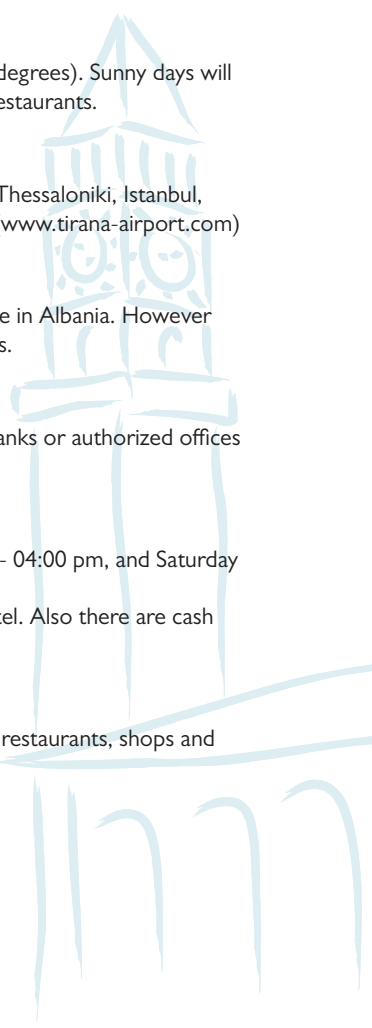 degrees). Sunny days will
estaurants.
Thessaloniki, Istanbul,
www.tirana-airport.com)
e in Albania. However
s.
anks or authorized offices
– 04:00 pm, and Saturday
el. Also there are cash
restaurants, shops and